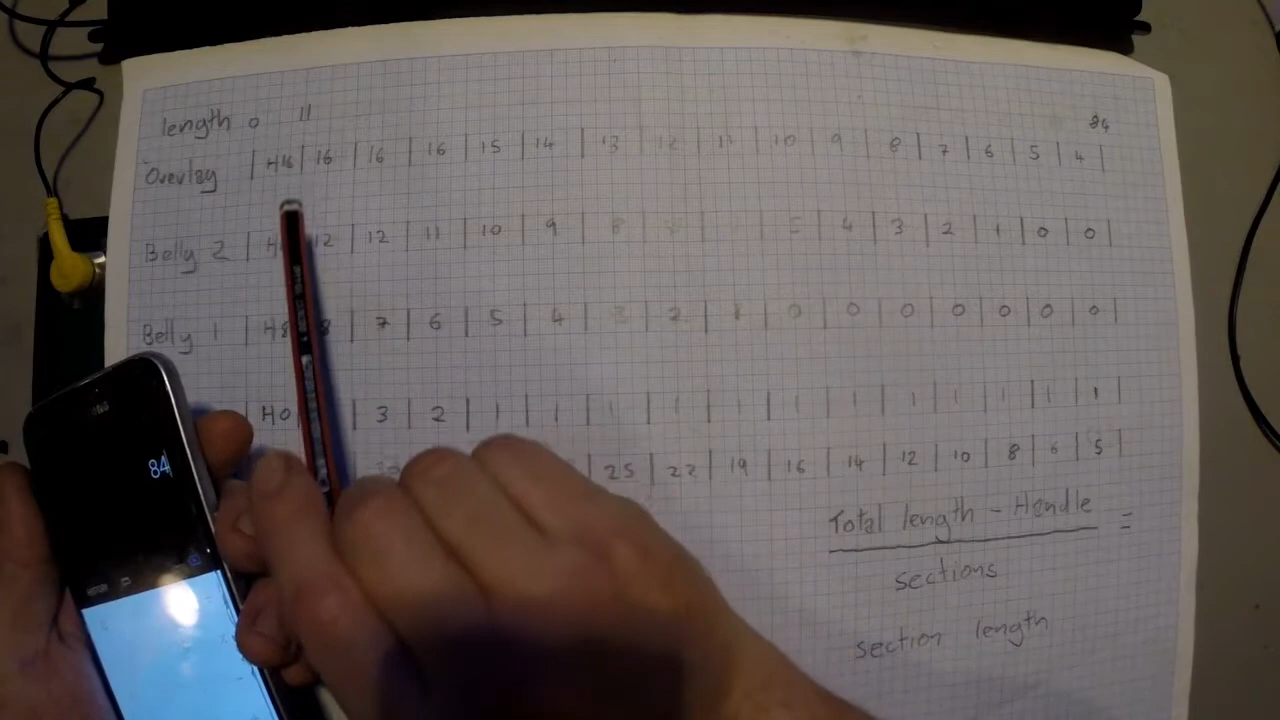 length 0 11
84
Overlay | H16 | 16 | 16 | 16 | 15 | 14 | 13 | 12 | 11 | 10 | 9 | 8 | 7 | 6 | 5 | 4 |
Belly 2 | 12 | 12 | 11 | 10 | 9 | 5 | 4 | 3 | 2 | 1 | 0 | 0 |
Belly 1 | H8 | 8 | 7 | 6 | 5 | 4 | 3 | 2 | 1 | 0 | 0 | 0 | 0 | 0 | 0 | 0 |
| H0 | 3 | 2 | 1 | 1 | 1 | 1 | 1 | 1 | 1 | 1 | 1 | 1 | 1 |
30 | 25 | 22 | 19 | 16 | 14 | 12 | 10 | 8 | 6 | 5 |
Total length - Handle =
sections
section length
84